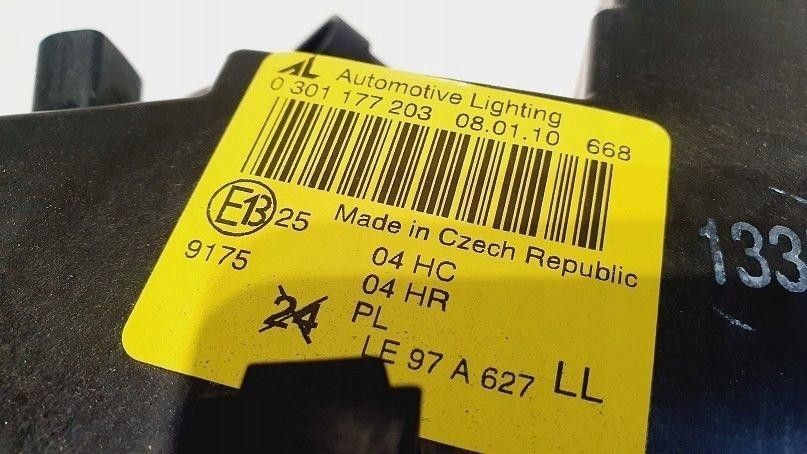 AL Automotive Lighting
0 301 177 203 08.01.10 668
E13 25 Made in Czech Republic
9175 04 HC
04 HR
24 PL
LE 97 A 627 LL
133